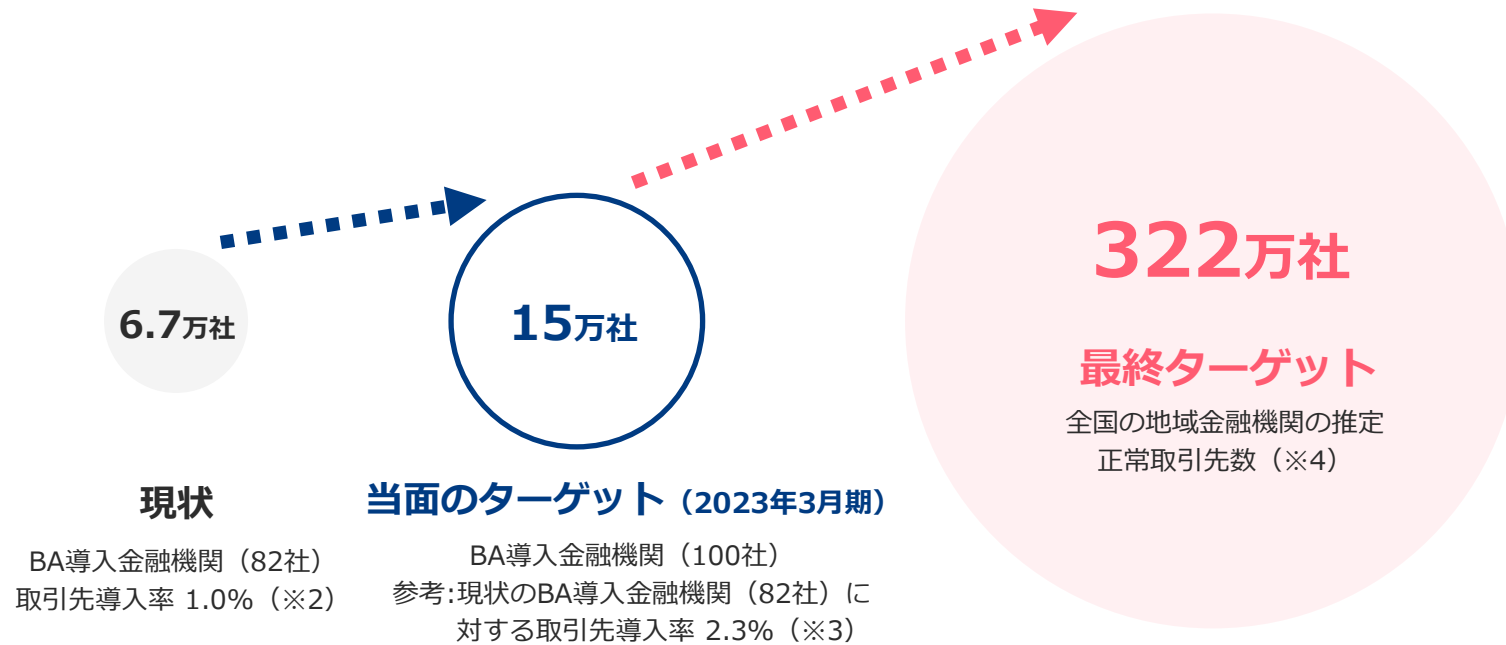 6.7万社
現状
BA導入金融機関（82社）
取引先導入率 1.0%（※2）
15万社
当面のターゲット（2023年3月期）
BA導入金融機関（100社）
参考:現状のBA導入金融機関（82社）に
対する取引先導入率 2.3%（※3）
322万社
最終ターゲット
全国の地域金融機関の推定
正常取引先数（※4）